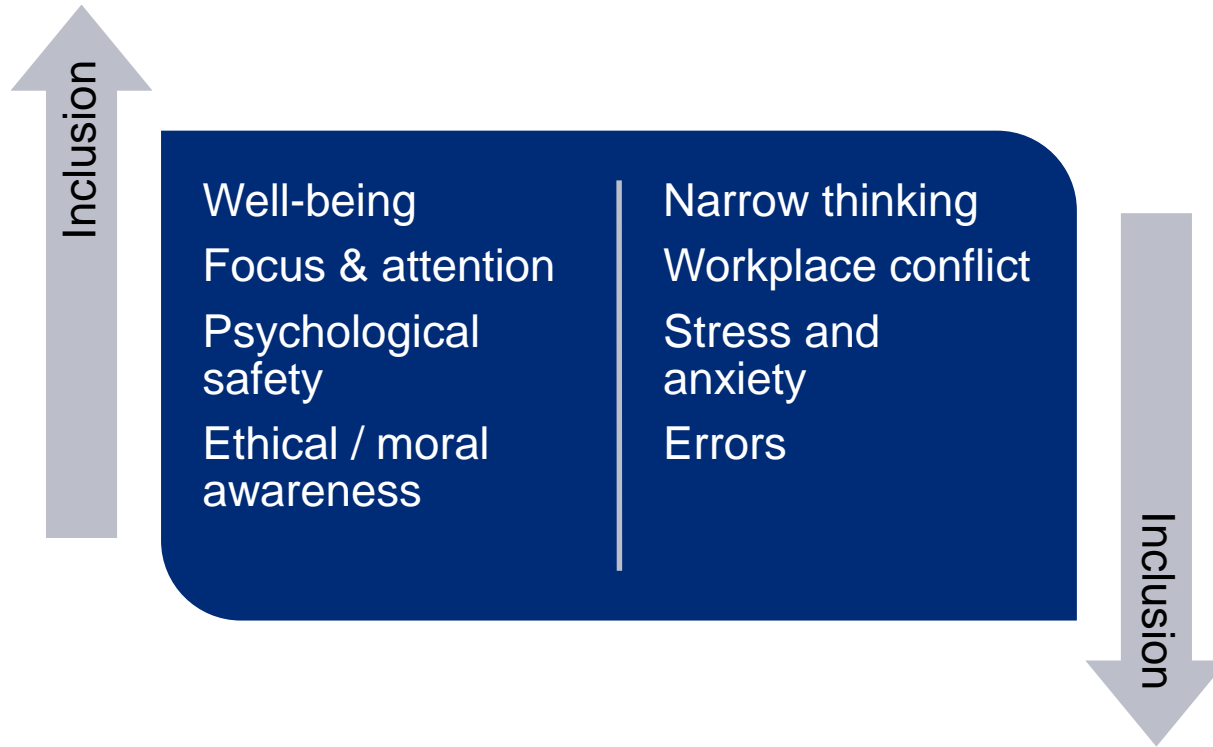 Inclusion
Well-being
Focus & attention
Psychological
safety
Ethical / moral
awareness
Narrow thinking
Workplace conflict
Stress and
anxiety
Errors
Inclusion